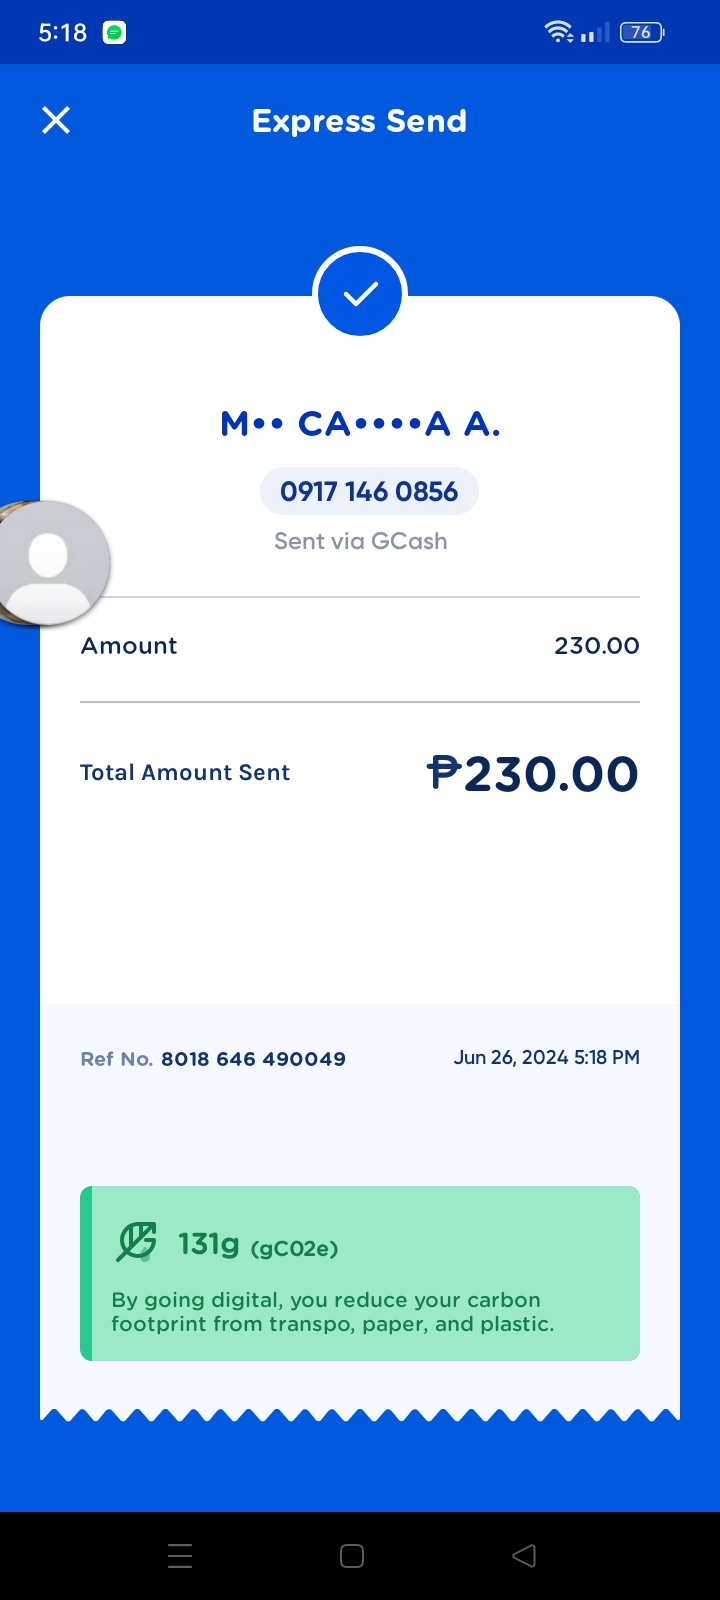 5:18
76
Express Send
M•• CA••••A A.
0917 146 0856
Sent via GCash
Amount 230.00
Total Amount Sent ₱230.00
Ref No. 8018 646 490049 Jun 26, 2024 5:18 PM
131g (gC02e)
By going digital, you reduce your carbon
footprint from transpo, paper, and plastic.